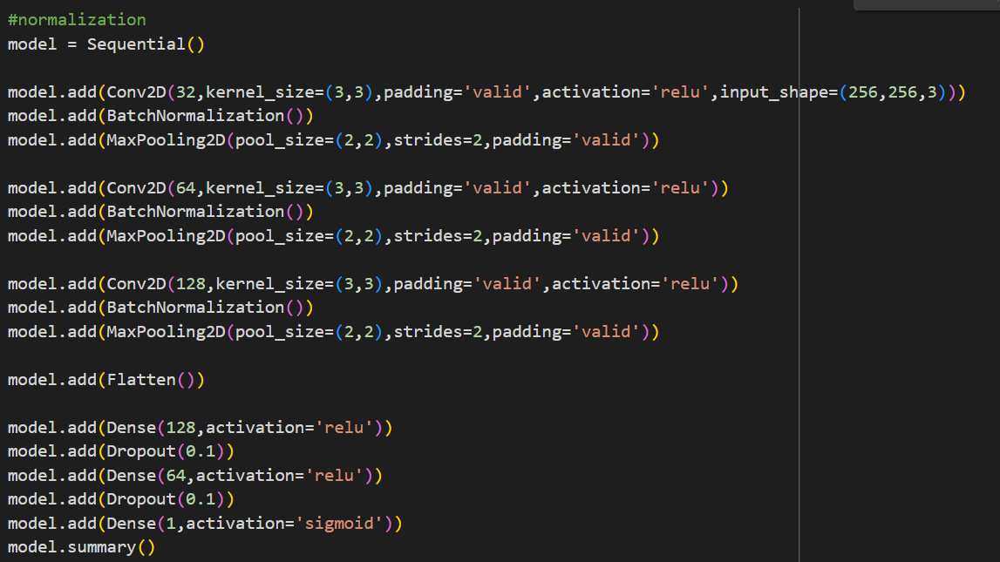 #normalization
model = Sequential()
model.add(Conv2D(32,kernel_size=(3,3),padding='valid',activation='relu',input_shape=(256,256,3)))
model.add(BatchNormalization())
model.add(MaxPooling2D(pool_size=(2,2),strides=2,padding='valid'))
model.add(Conv2D(64,kernel_size=(3,3),padding='valid',activation='relu'))
model.add(BatchNormalization())
model.add(MaxPooling2D(pool_size=(2,2),strides=2,padding='valid'))
model.add(Conv2D(128,kernel_size=(3,3),padding='valid',activation='relu'))
model.add(BatchNormalization())
model.add(MaxPooling2D(pool_size=(2,2),strides=2,padding='valid'))
model.add(Flatten())
model.add(Dense(128,activation='relu'))
model.add(Dropout(0.1))
model.add(Dense(64,activation='relu'))
model.add(Dropout(0.1))
model.add(Dense(1,activation='sigmoid'))
model.summary()